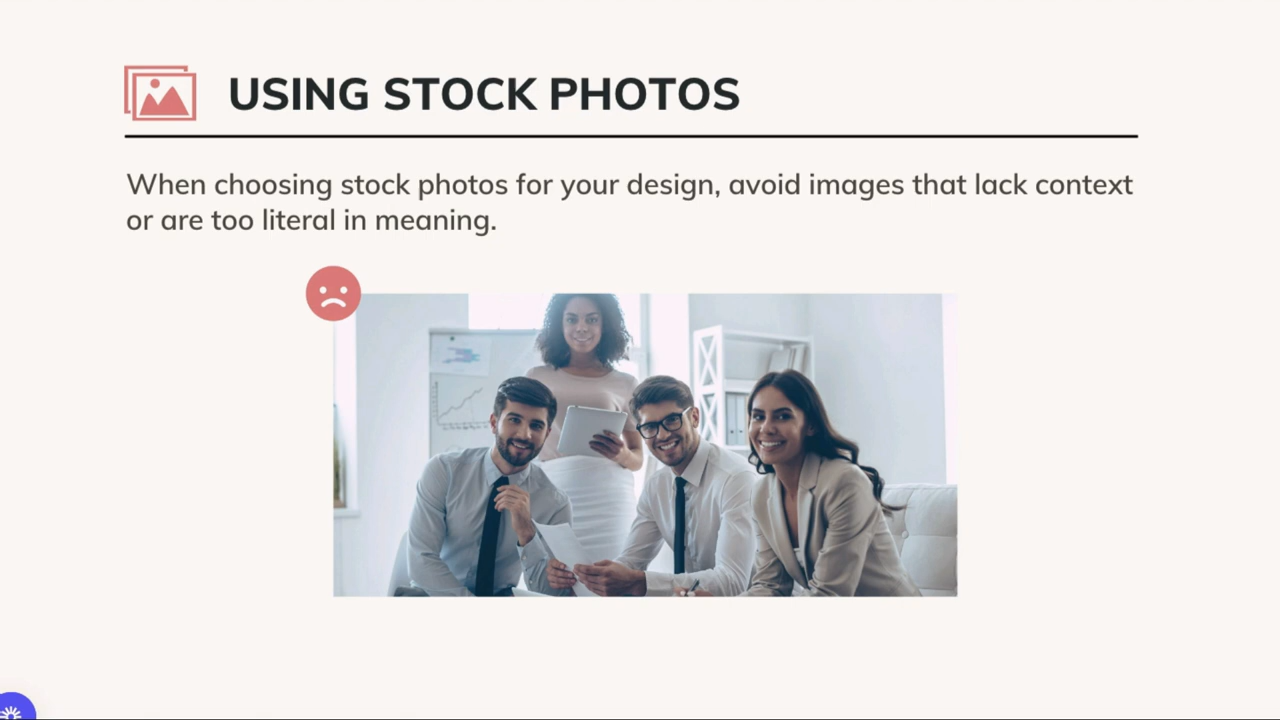 USING STOCK PHOTOS
When choosing stock photos for your design, avoid images that lack context
or are too literal in meaning.